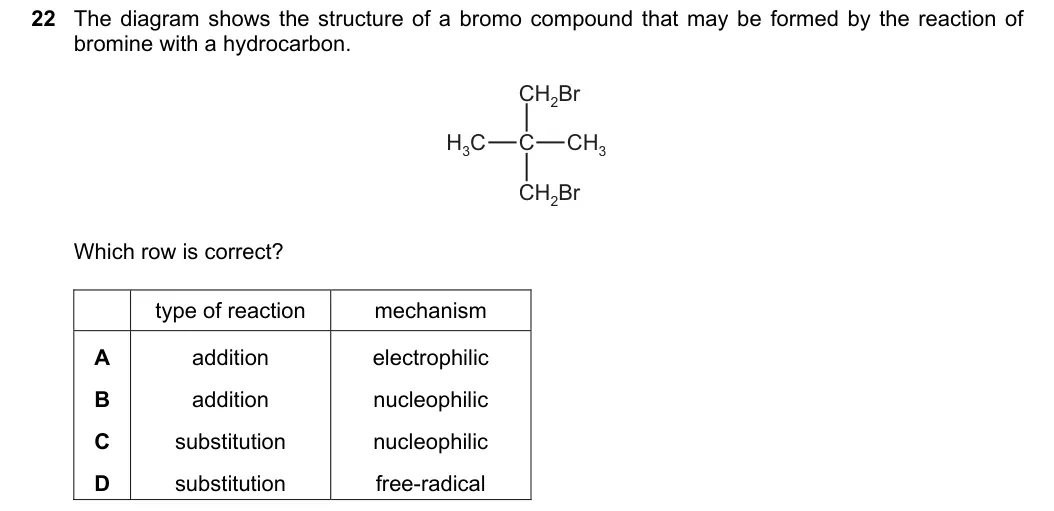 22 The diagram shows the structure of a bromo compound that may be formed by the reaction of
bromine with a hydrocarbon.
CH₂Br
H₃C—C—CH₃
CH₂Br
Which row is correct?
type of reaction mechanism
A addition electrophilic
B addition nucleophilic
C substitution nucleophilic
D substitution free-radical